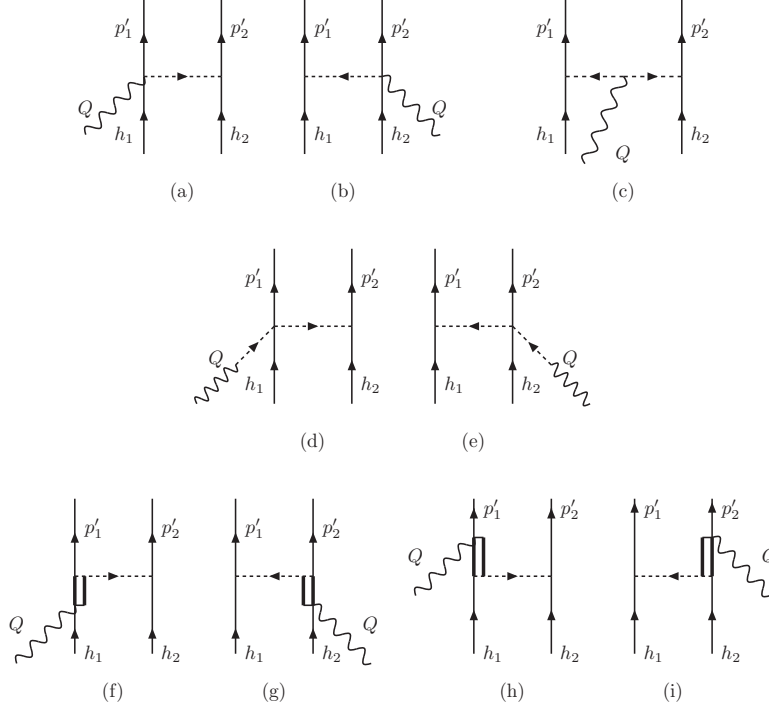 p′1 p′2 p′1 p′2 p′1 p′2
Q Q
h1 h2 h1 h2 h1 Q h2
(a) (b) (c)
p′1 p′2 p′1 p′2
Q Q
h1 h2 h1 h2
(d) (e)
p′1 p′2 p′1 p′2 p′1 p′2 p′1 p′2
Q Q
Q Q
h1 h2 h1 h2 h1 h2 h1 h2
(f) (g) (h) (i)